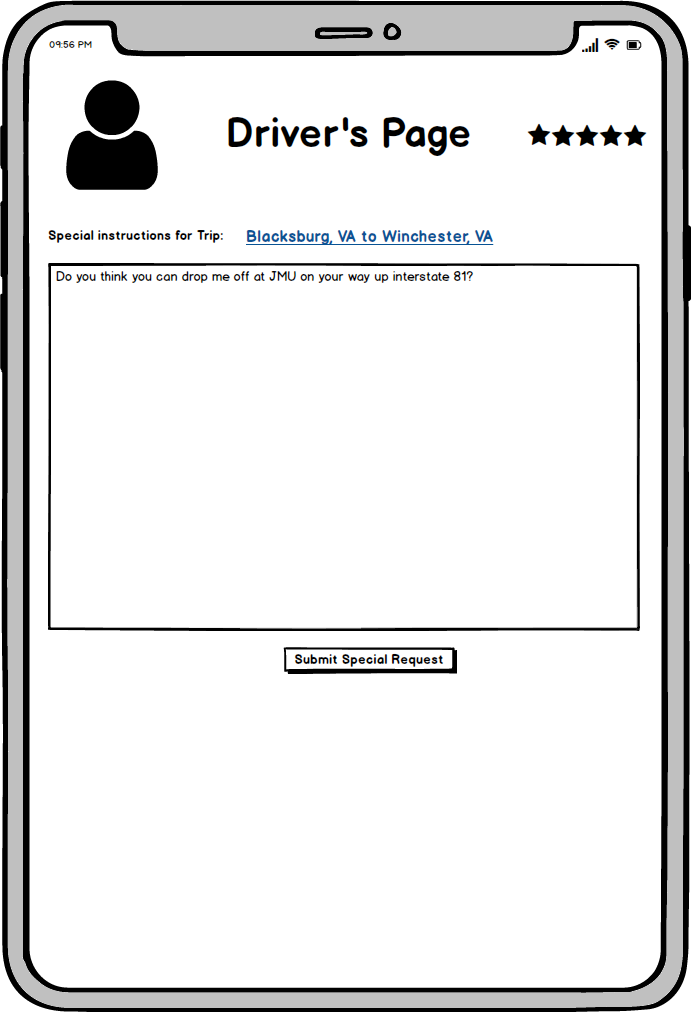 09:56 PM
Driver's Page
Special instructions for Trip: Blacksburg, VA to Winchester, VA
Do you think you can drop me off at JMU on your way up interstate 81?
Submit Special Request